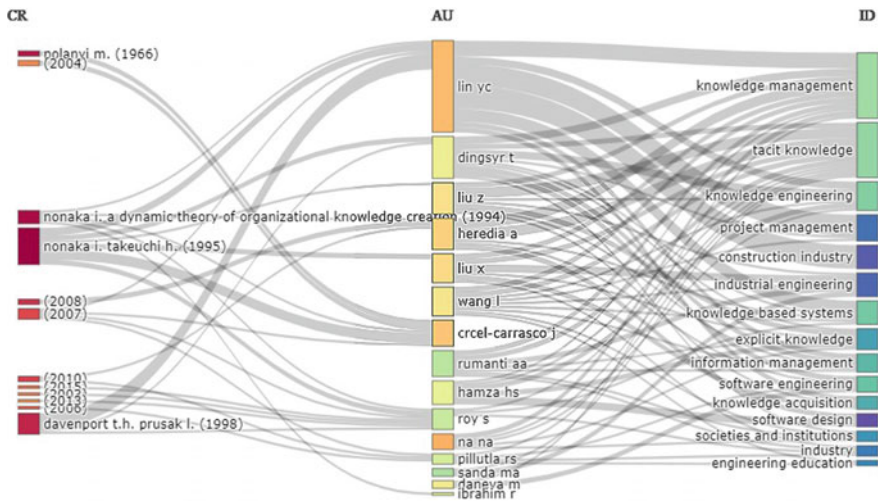 CR
AU
ID
polanyi m. (1966)
(2004)
nonaka i. a dynamic theory of organizational knowledge creation (1994)
nonaka i. takeuchi h. (1995)
(2008)
(2007)
(2010)
(2015)
(2002)
(2013)
(2006)
davenport t.h. prusak l. (1998)
lin yc
dingsyr t
liu z
heredia a
liu x
wang l
crcel-carrasco j
rumanti aa
hamza hs
roy s
na na
pillutla rs
sanda ma
daneva m
ibrahim r
knowledge management
tacit knowledge
knowledge engineering
project management
construction industry
industrial engineering
knowledge based systems
explicit knowledge
information management
software engineering
knowledge acquisition
software design
societies and institutions
industry
engineering education